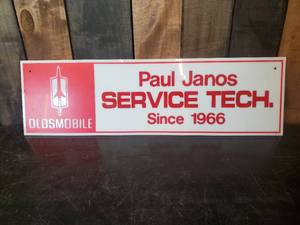 OLDSMOBILE
Paul Janos
SERVICE TECH.
Since 1966